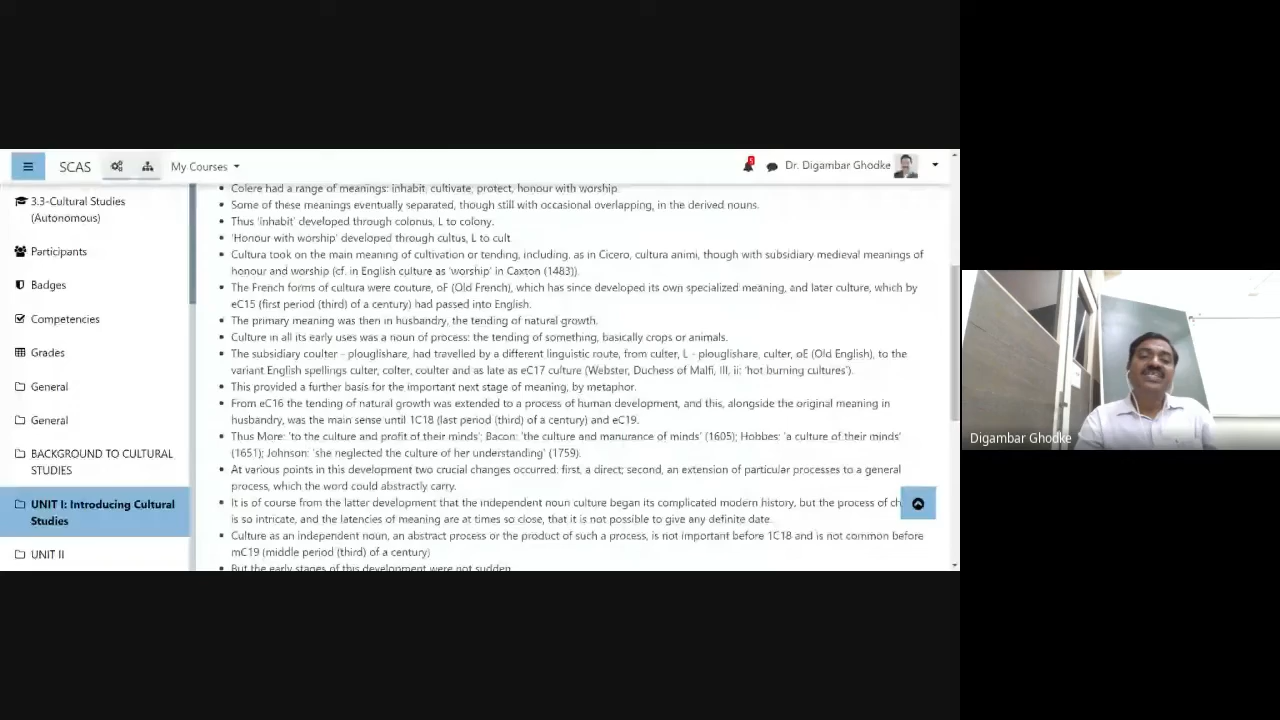 SCAS
My Courses
5
Dr. Digambar Ghodke
3.3-Cultural Studies
(Autonomous)
Participants
Badges
Competencies
Grades
General
General
BACKGROUND TO CULTURAL
STUDIES
UNIT I: Introducing Cultural
Studies
UNIT II
Colere had a range of meanings: inhabit, cultivate, protect, honour with worship.
Some of these meanings eventually separated, though still with occasional overlapping, in the derived nouns.
Thus 'inhabit' developed through colonus, L to colony.
'Honour with worship' developed through cultus, L to cult
Cultura took on the main meaning of cultivation or tending, including, as in Cicero, cultura animi, though with subsidiary medieval meanings of
honour and worship (cf. in English culture as 'worship' in Caxton (1483)).
The French forms of cultura were couture, oF (Old French), which has since developed its own specialized meaning, and later culture, which by
eC15 (first period (third) of a century) had passed into English.
The primary meaning was then in husbandry, the tending of natural growth.
Culture in all its early uses was a noun of process: the tending of something, basically crops or animals.
The subsidiary coulter - plouglishare, had travelled by a different linguistic route, from culter, L - plouglishare, culter, oE (Old English), to the
variant English spellings culter, colter, coulter and as late as eC17 culture (Webster, Duchess of Malfi, III, ii: 'hot burning cultures').
This provided a further basis for the important next stage of meaning, by metaphor.
From eC16 the tending of natural growth was extended to a process of human development, and this, alongside the original meaning in
husbandry, was the main sense until 1C18 (last period (third) of a century) and eC19.
Thus More: 'to the culture and profit of their minds'; Bacon: 'the culture and manurance of minds' (1605); Hobbes: 'a culture of their minds'
(1651); Johnson: 'she neglected the culture of her understanding' (1759).
At various points in this development two crucial changes occurred: first, a direct; second, an extension of particular processes to a general
process, which the word could abstractly carry.
It is of course from the latter development that the independent noun culture began its complicated modern history, but the process of ch
is so intricate, and the latencies of meaning are at times so close, that it is not possible to give any definite date.
Culture as an independent noun, an abstract process or the product of such a process, is not important before 1C18 and is not common before
mC19 (middle period (third) of a century)
But the early stages of this development were not sudden
Digambar Ghodke